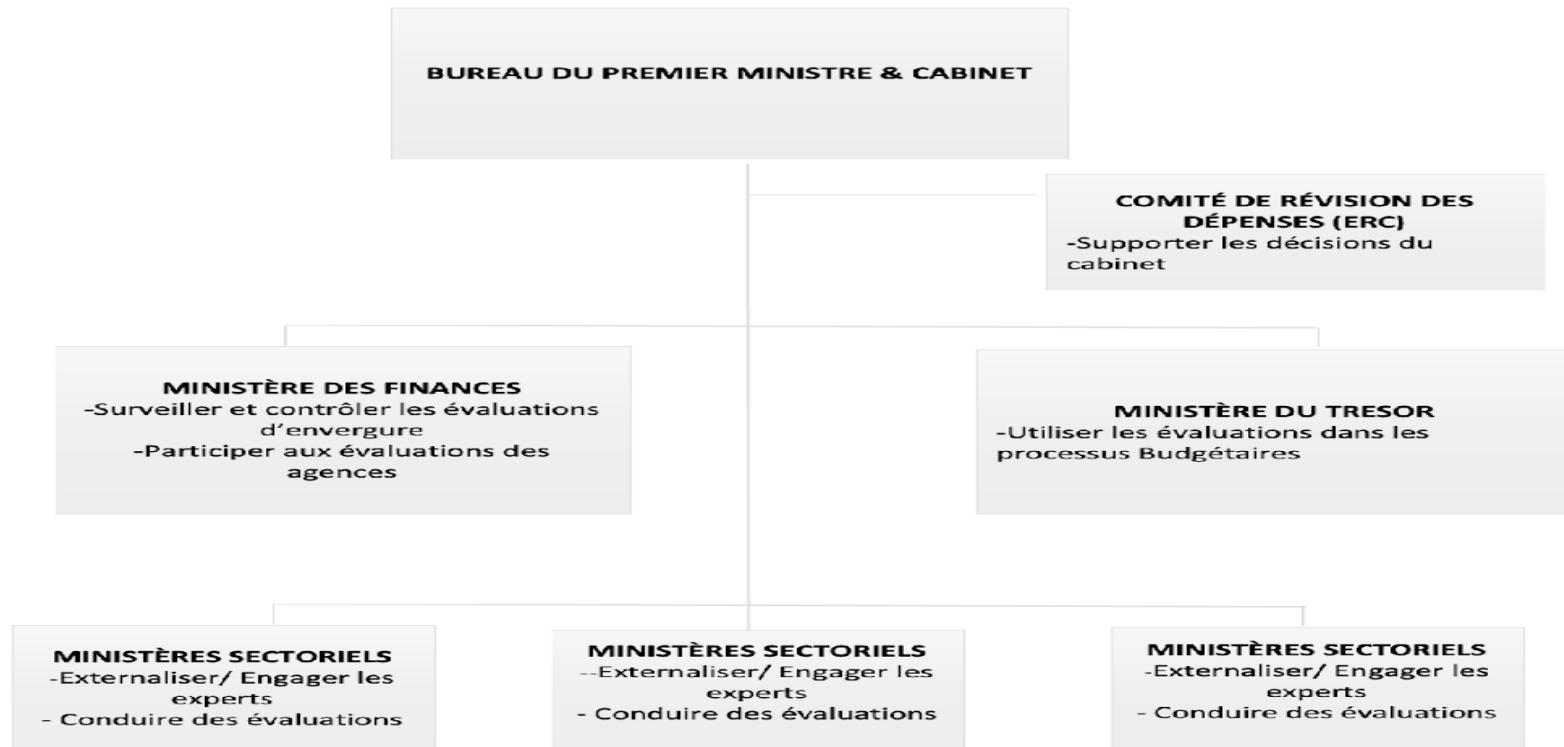 BUREAU DU PREMIER MINISTRE & CABINET
COMITÉ DE RÉVISION DES
DÉPENSES (ERC)
-Supporter les décisions du
cabinet
MINISTÈRE DES FINANCES
-Surveiller et contrôler les évaluations
d’envergure
-Participer aux évaluations des
agences
MINISTÈRE DU TRESOR
-Utiliser les évaluations dans les
processus Budgétaires
MINISTÈRES SECTORIELS
-Externaliser/ Engager les
experts
- Conduire des évaluations
MINISTÈRES SECTORIELS
--Externaliser/ Engager les
experts
- Conduire des évaluations
MINISTÈRES SECTORIELS
-Externaliser/ Engager les
experts
- Conduire des évaluations